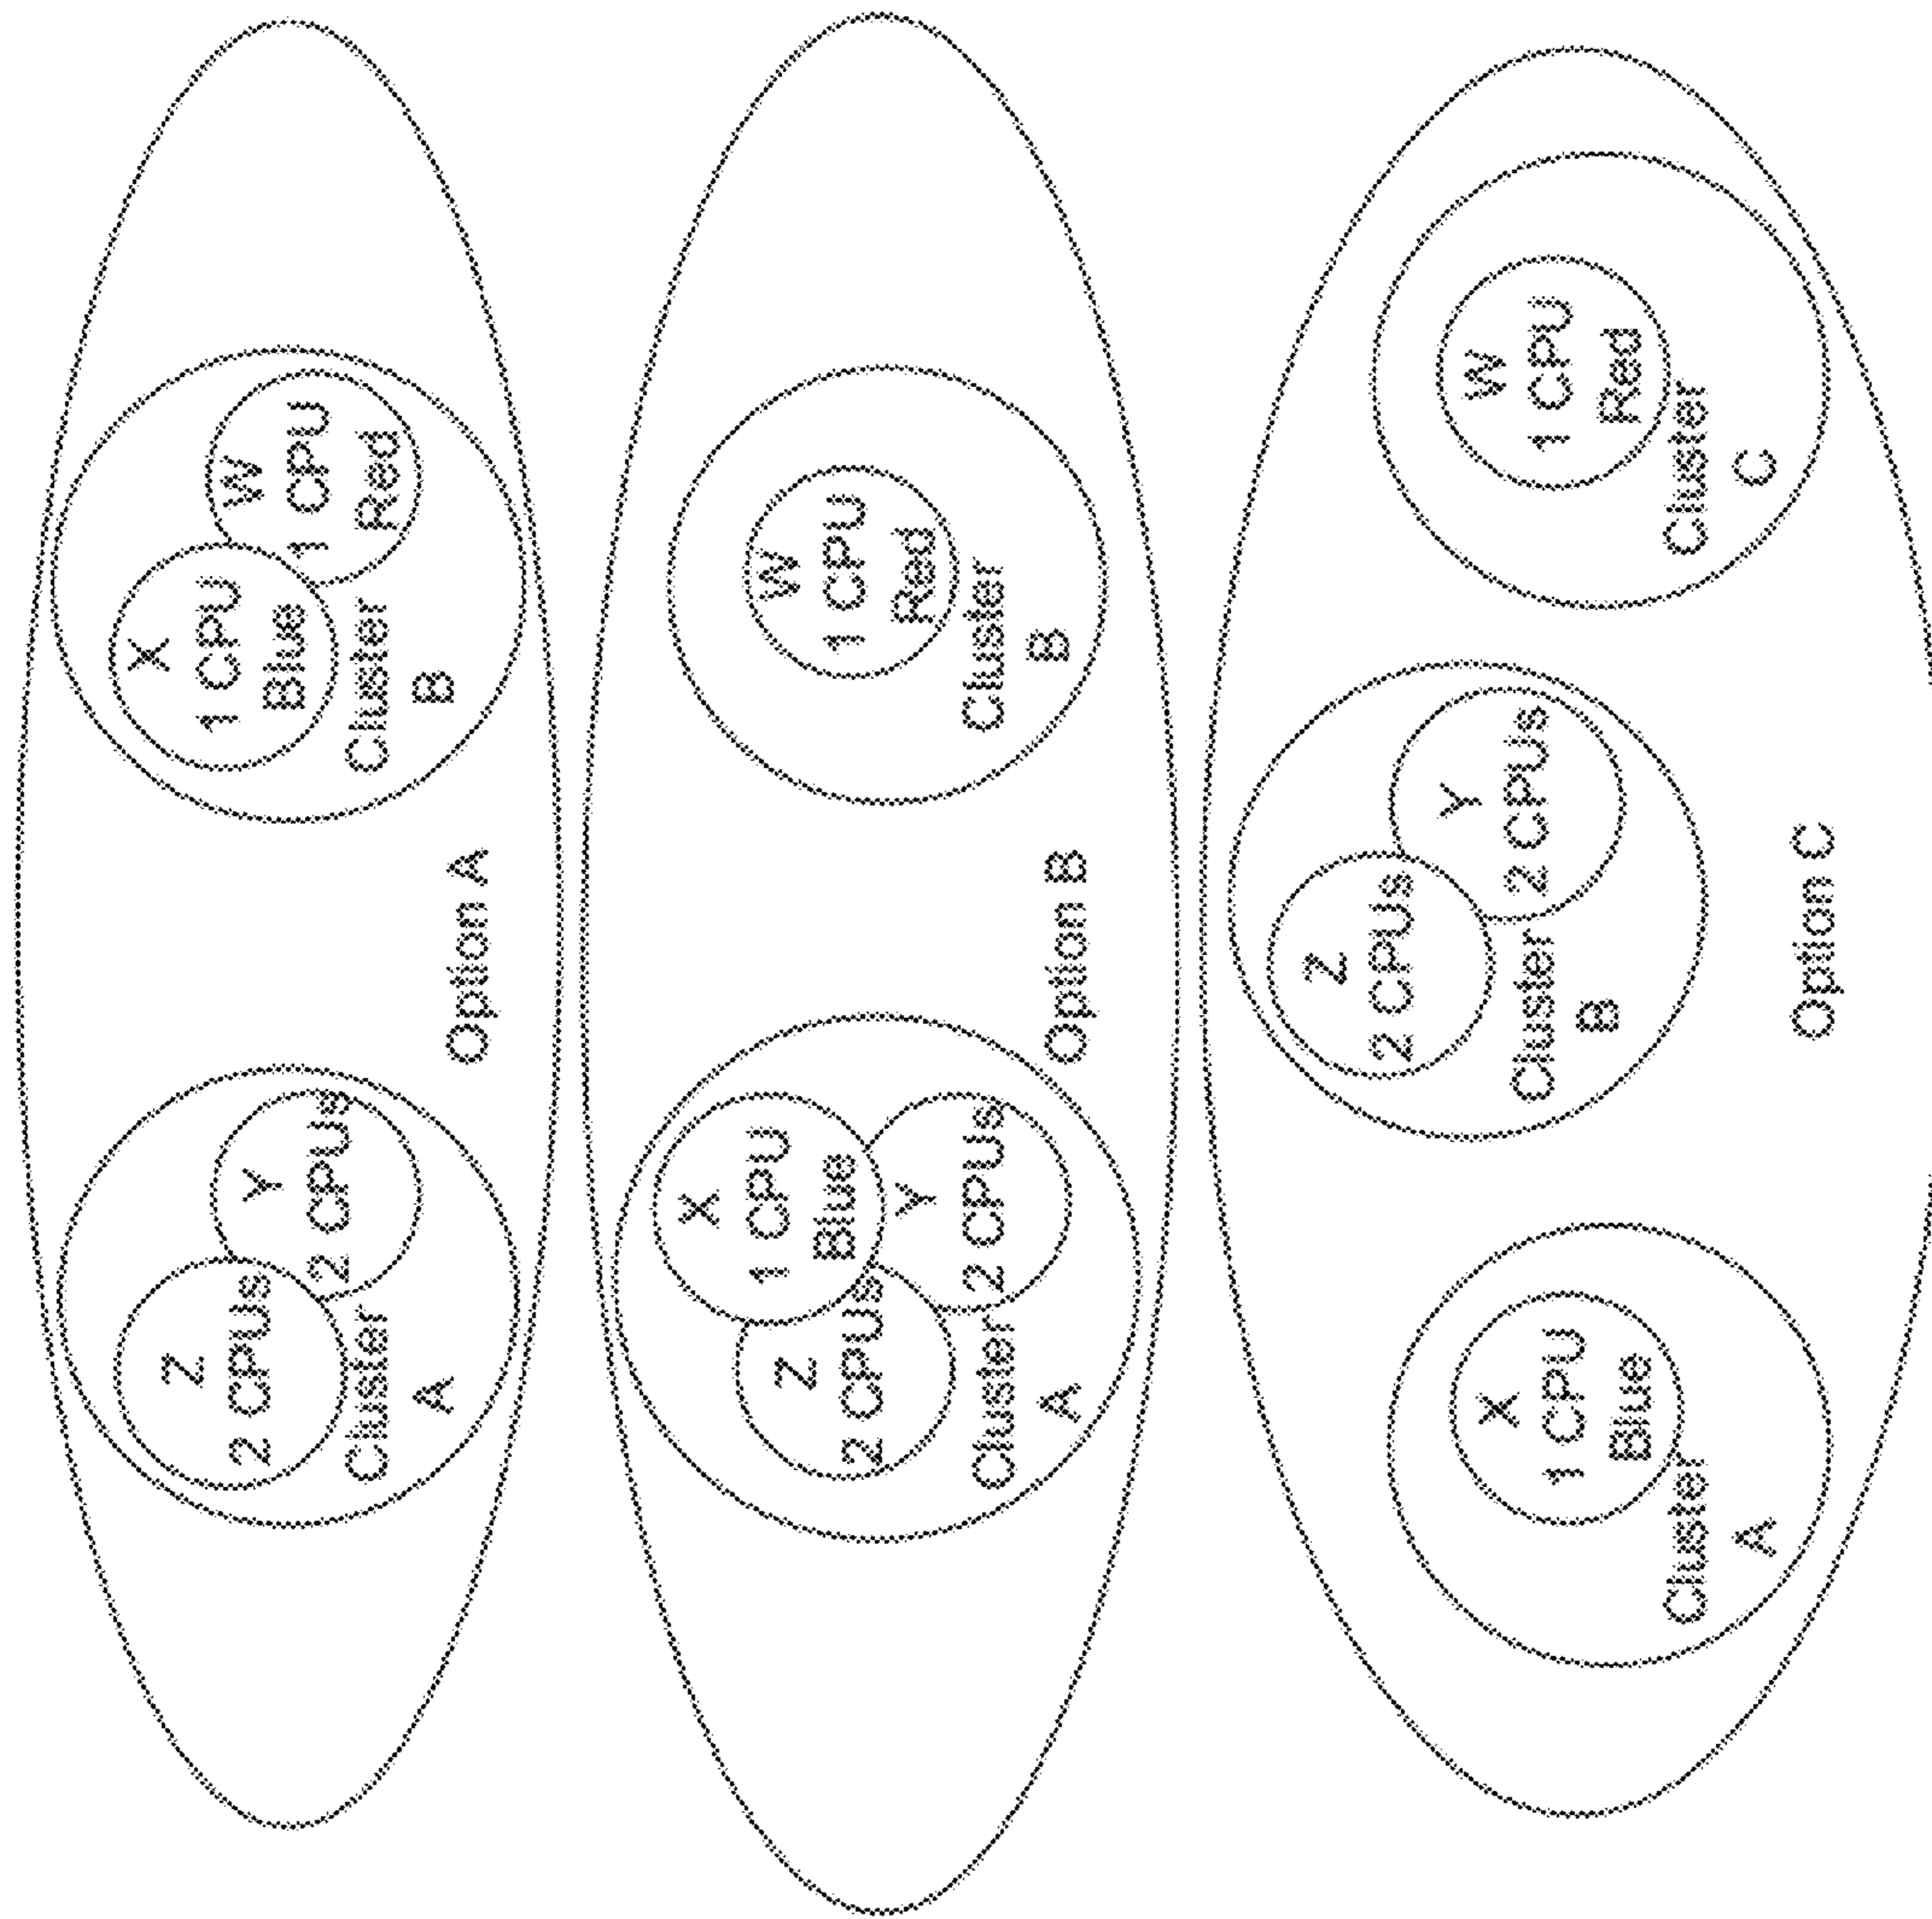 Z
2 CPUs
Y
2 CPUs
Cluster
A
X
1 CPU
Blue
W
1 CPU
Red
Cluster
B
Option A
X
1 CPU
Blue
Z
2 CPUs
Y
2 CPUs
Cluster
A
W
1 CPU
Red
Cluster
B
Option B
X
1 CPU
Blue
Cluster
A
Z
2 CPUs
Y
2 CPUs
Cluster
B
W
1 CPU
Red
Cluster
C
Option C